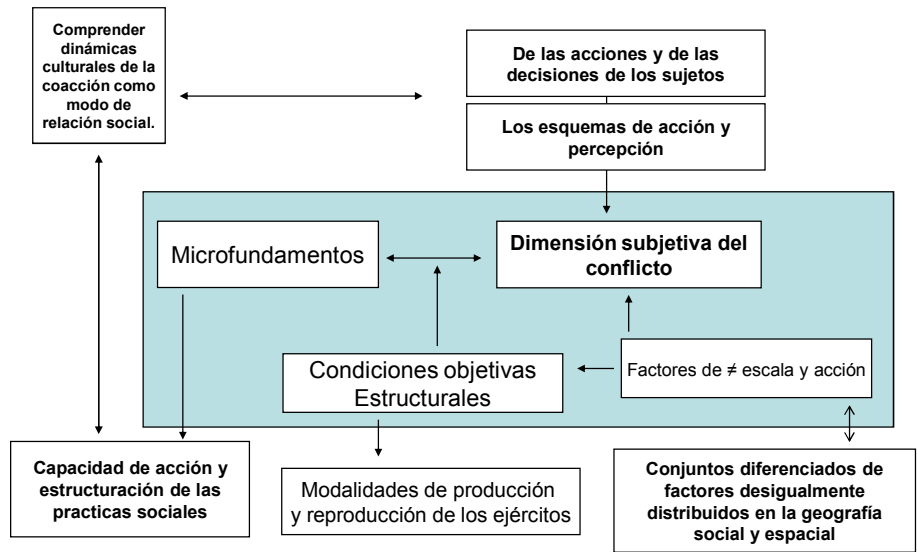 Comprender
dinámicas
culturales de la
coacción como
modo de
relación social.
De las acciones y de las
decisiones de los sujetos
Los esquemas de acción y
percepción
Microfundamentos
Dimensión subjetiva del
conflicto
Condiciones objetivas
Estructurales
Factores de ≠ escala y acción
Capacidad de acción y
estructuración de las
practicas sociales
Modalidades de producción
y reproducción de los ejércitos
Conjuntos diferenciados de
factores desigualmente
distribuidos en la geografía
social y espacial